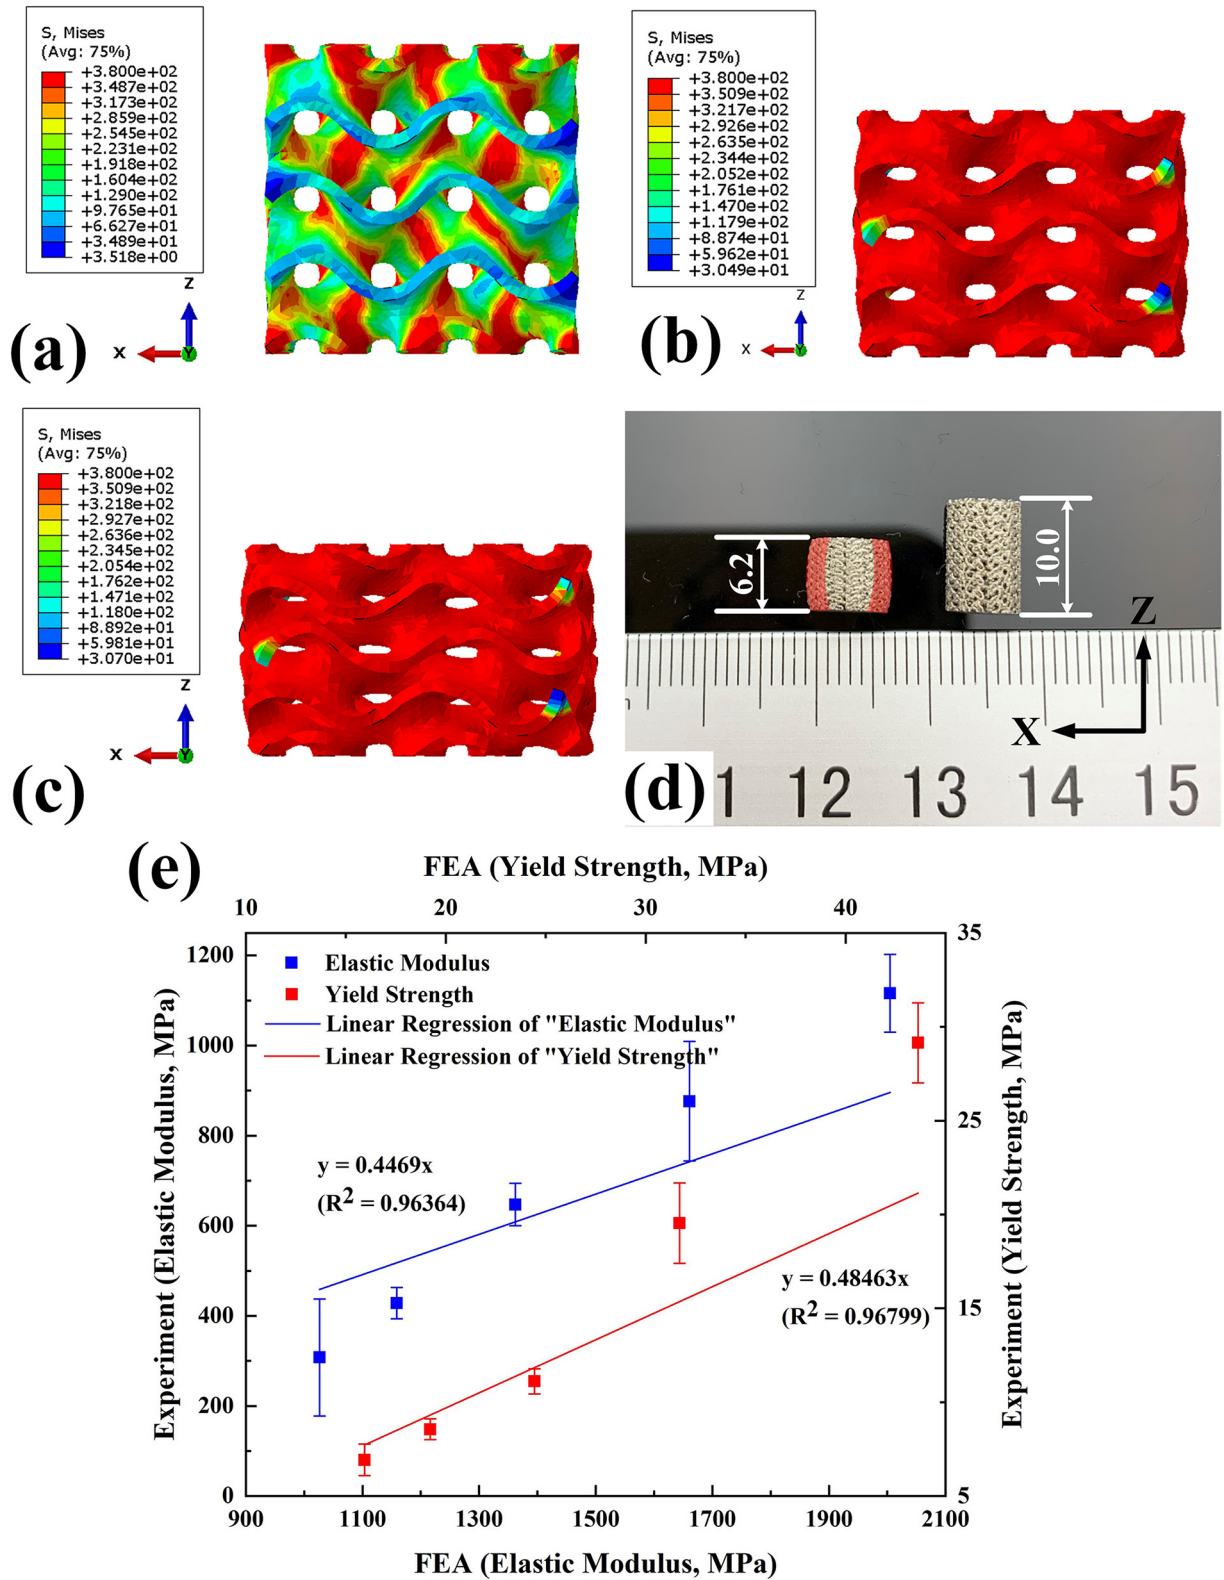 S, Mises
(Avg: 75%)
+3.800e+02
+3.487e+02
+3.173e+02
+2.859e+02
+2.545e+02
+2.231e+02
+1.918e+02
+1.604e+02
+1.290e+02
+9.765e+01
+6.627e+01
+3.489e+01
+3.518e+00
Z
X
Y
(a)
S, Mises
(Avg: 75%)
+3.800e+02
+3.509e+02
+3.217e+02
+2.926e+02
+2.635e+02
+2.344e+02
+2.052e+02
+1.761e+02
+1.470e+02
+1.179e+02
+8.874e+01
+5.962e+01
+3.049e+01
Z
X
Y
(b)
S, Mises
(Avg: 75%)
+3.800e+02
+3.509e+02
+3.218e+02
+2.927e+02
+2.636e+02
+2.345e+02
+2.054e+02
+1.762e+02
+1.471e+02
+1.180e+02
+8.892e+01
+5.981e+01
+3.070e+01
Z
X
Y
(c)
6.2
10.0
Z
X
1 12 13 14 15
(d)
(e)
FEA (Yield Strength, MPa)
10 20 30 40
Experiment (Elastic Modulus, MPa)
1200
1000
800
600
400
200
0
Elastic Modulus
Yield Strength
Linear Regression of "Elastic Modulus"
Linear Regression of "Yield Strength"
y = 0.4469x
(R2 = 0.96364)
y = 0.48463x
(R2 = 0.96799)
35
25
15
5
Experiment (Yield Strength, MPa)
900 1100 1300 1500 1700 1900 2100
FEA (Elastic Modulus, MPa)